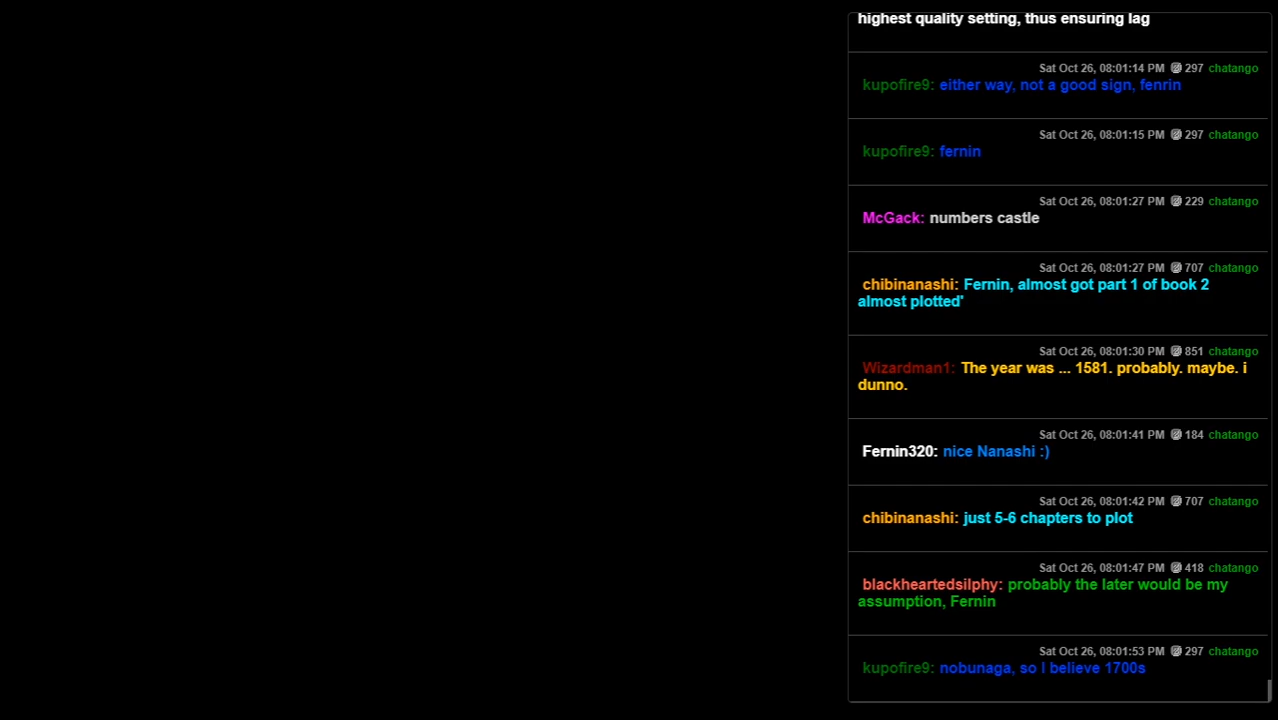 highest quality setting, thus ensuring lag
Sat Oct 26, 08:01:14 PM 297 chatango
kupofire9: either way, not a good sign, fenrin
Sat Oct 26, 08:01:15 PM 297 chatango
kupofire9: fernin
Sat Oct 26, 08:01:27 PM 229 chatango
McGack: numbers castle
Sat Oct 26, 08:01:27 PM 707 chatango
chibinanashi: Fernin, almost got part 1 of book 2
almost plotted'
Sat Oct 26, 08:01:30 PM 851 chatango
Wizardman1: The year was ... 1581. probably. maybe. i
dunno.
Sat Oct 26, 08:01:41 PM 184 chatango
Fernin320: nice Nanashi :)
Sat Oct 26, 08:01:42 PM 707 chatango
chibinanashi: just 5-6 chapters to plot
Sat Oct 26, 08:01:47 PM 418 chatango
blackheartedsilphy: probably the later would be my
assumption, Fernin
Sat Oct 26, 08:01:53 PM 297 chatango
kupofire9: nobunaga, so I believe 1700s